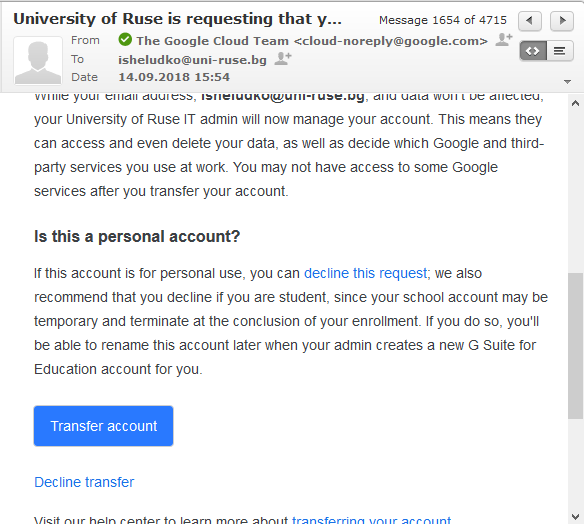 University of Ruse is requesting that y...
Message 1654 of 4715
From The Google Cloud Team <cloud-noreply@google.com>
To isheludko@uni-ruse.bg
Date 14.09.2018 15:54
While your email address, isheludko@uni-ruse.bg, and data won't be affected,
your University of Ruse IT admin will now manage your account. This means they
can access and even delete your data, as well as decide which Google and third-
party services you use at work. You may not have access to some Google
services after you transfer your account.
Is this a personal account?
If this account is for personal use, you can decline this request; we also
recommend that you decline if you are student, since your school account may be
temporary and terminate at the conclusion of your enrollment. If you do so, you'll
be able to rename this account later when your admin creates a new G Suite for
Education account for you.
Transfer account
Decline transfer
Visit our help center to learn more about transferring your account